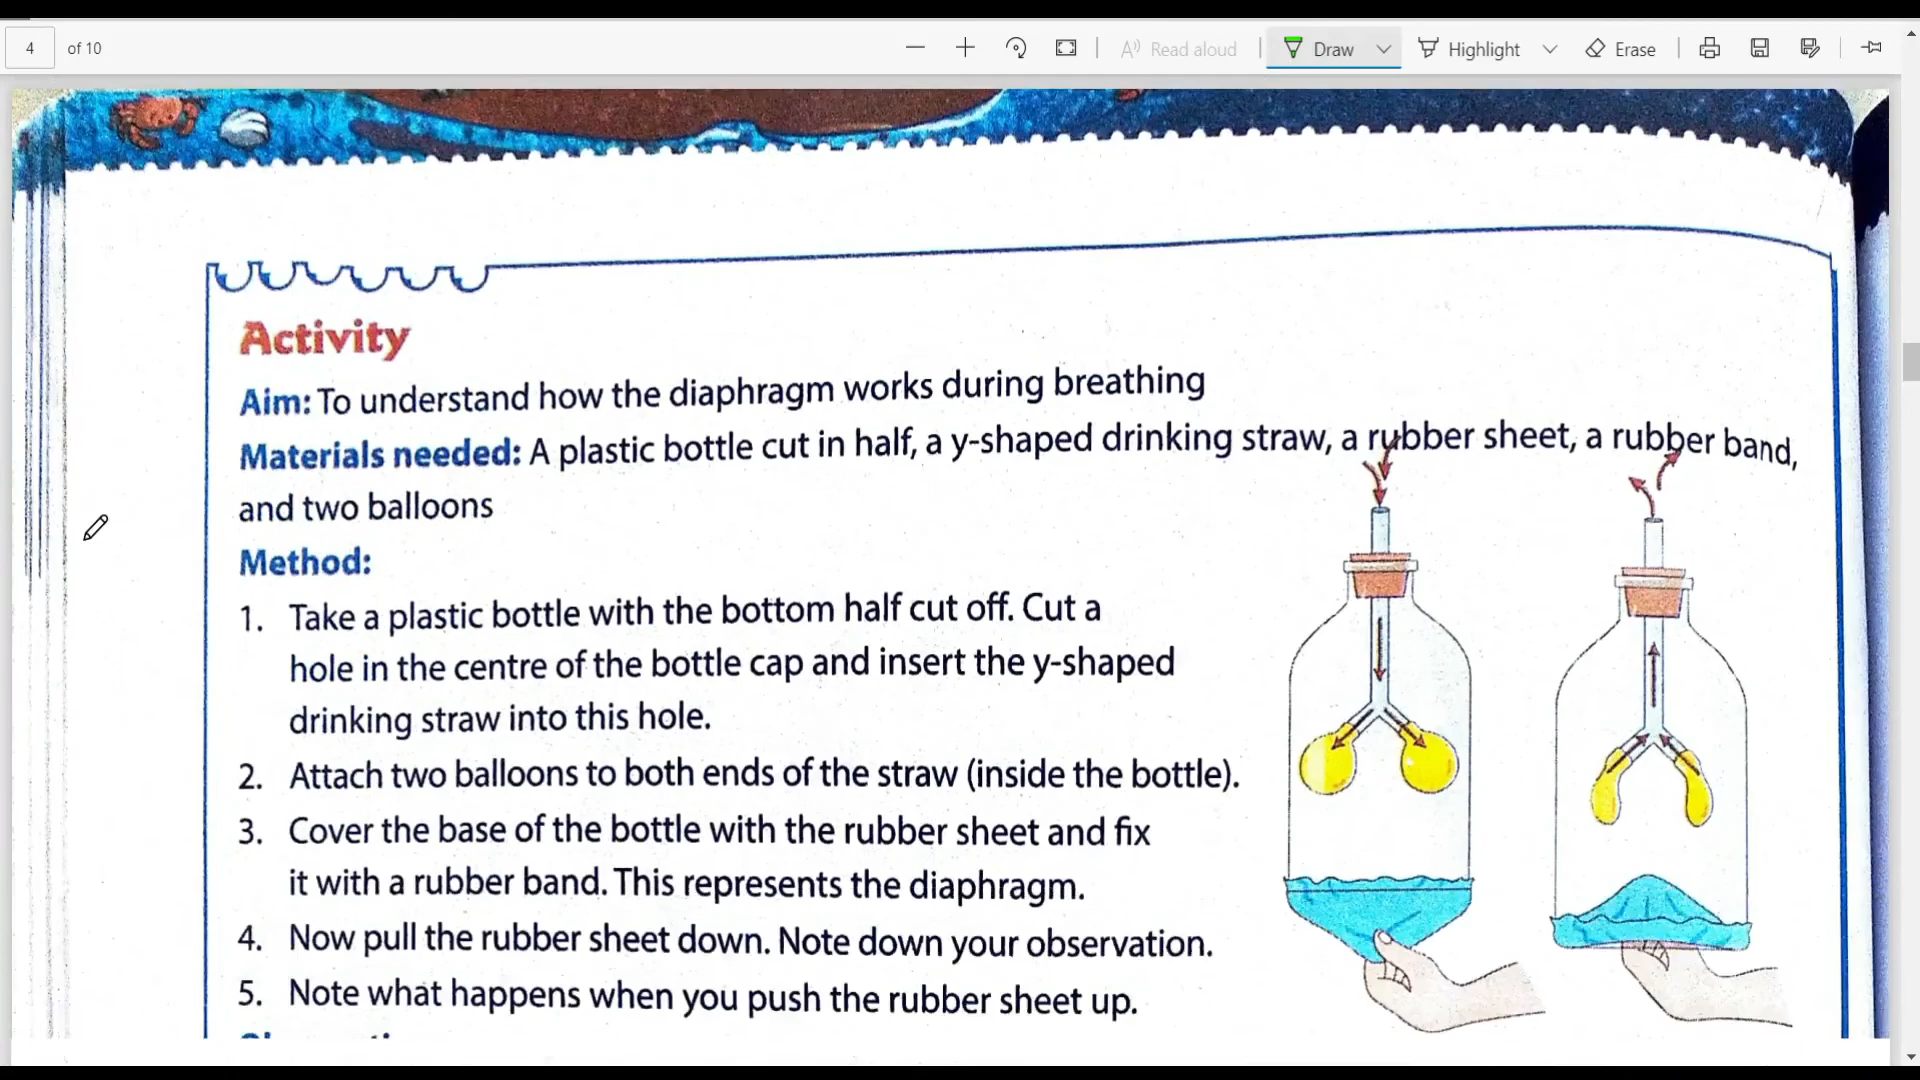 4 of 10
Read aloud
Draw
Highlight
Erase
Activity
Aim: To understand how the diaphragm works during breathing
Materials needed: A plastic bottle cut in half, a y-shaped drinking straw, a rubber sheet, a rubber band,
and two balloons
Method:
1. Take a plastic bottle with the bottom half cut off. Cut a
hole in the centre of the bottle cap and insert the y-shaped
drinking straw into this hole.
2. Attach two balloons to both ends of the straw (inside the bottle).
3. Cover the base of the bottle with the rubber sheet and fix
it with a rubber band. This represents the diaphragm.
4. Now pull the rubber sheet down. Note down your observation.
5. Note what happens when you push the rubber sheet up.